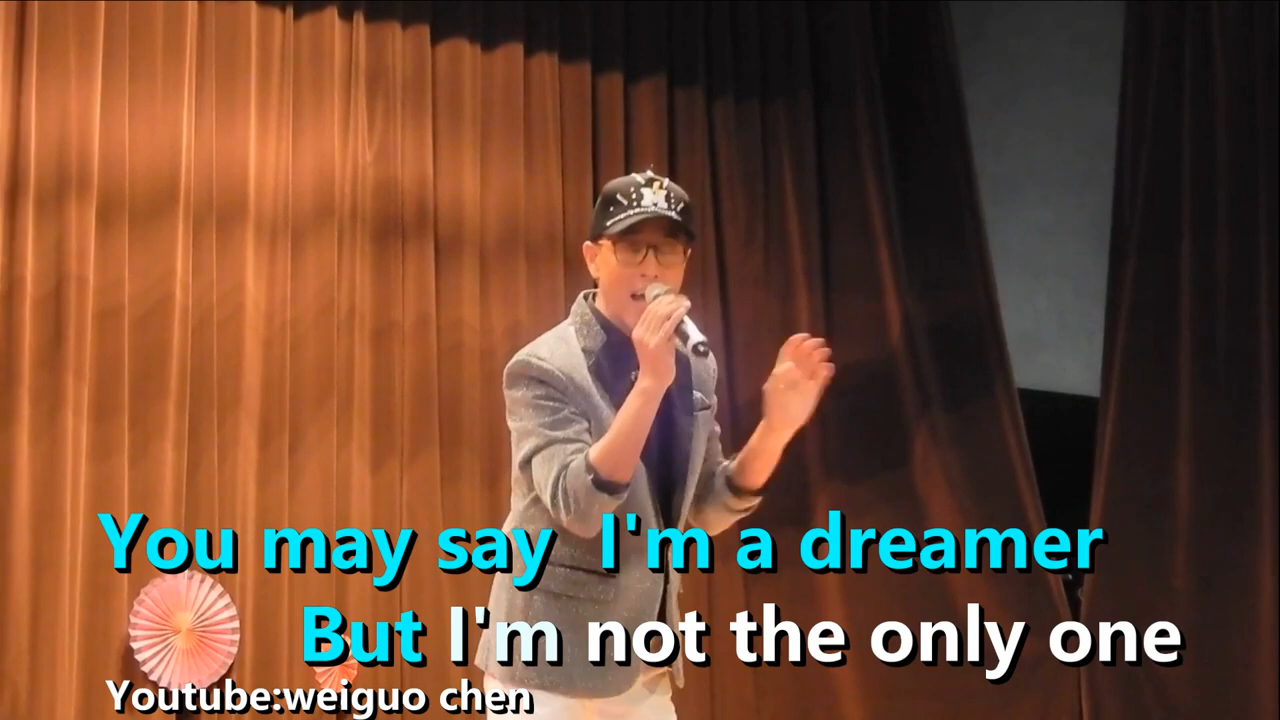 You may say I'm a dreamer
But I'm not the only one
Youtube:weiguo chen